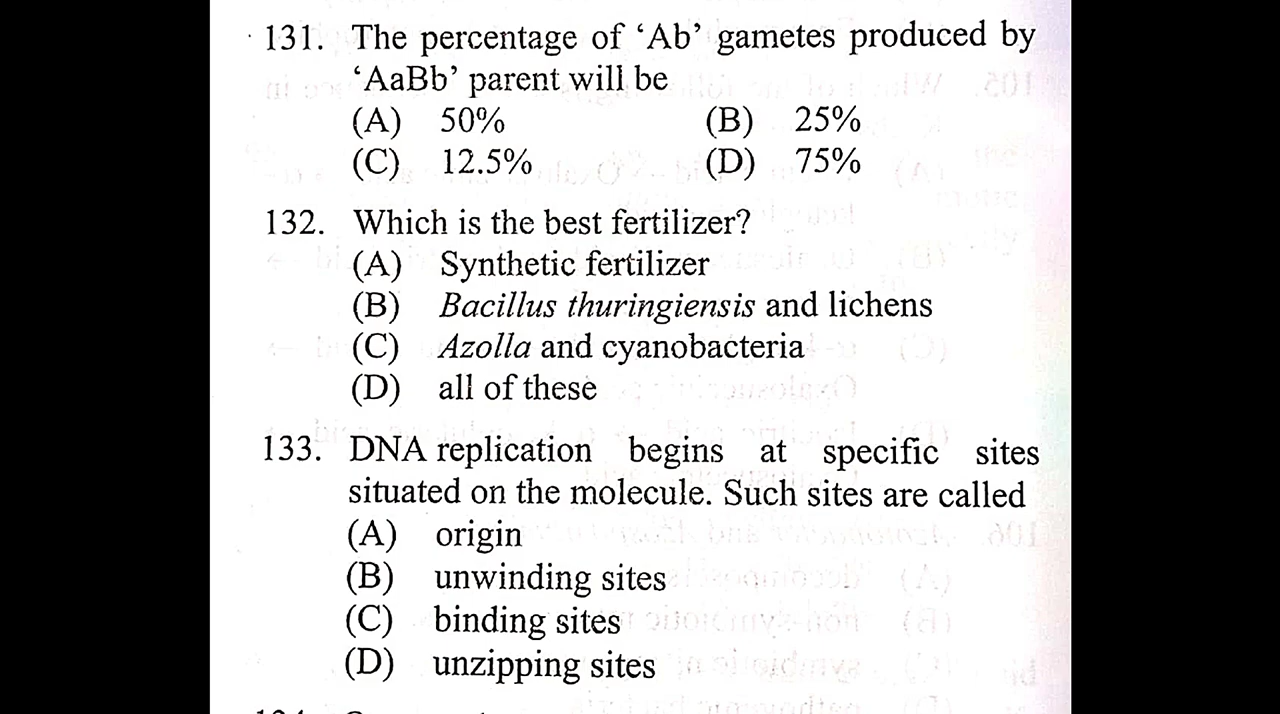 131. The percentage of ‘Ab’ gametes produced by
‘AaBb’ parent will be
(A) 50% (B) 25%
(C) 12.5% (D) 75%
132. Which is the best fertilizer?
(A) Synthetic fertilizer
(B) Bacillus thuringiensis and lichens
(C) Azolla and cyanobacteria
(D) all of these
133. DNA replication begins at specific sites
situated on the molecule. Such sites are called
(A) origin
(B) unwinding sites
(C) binding sites
(D) unzipping sites